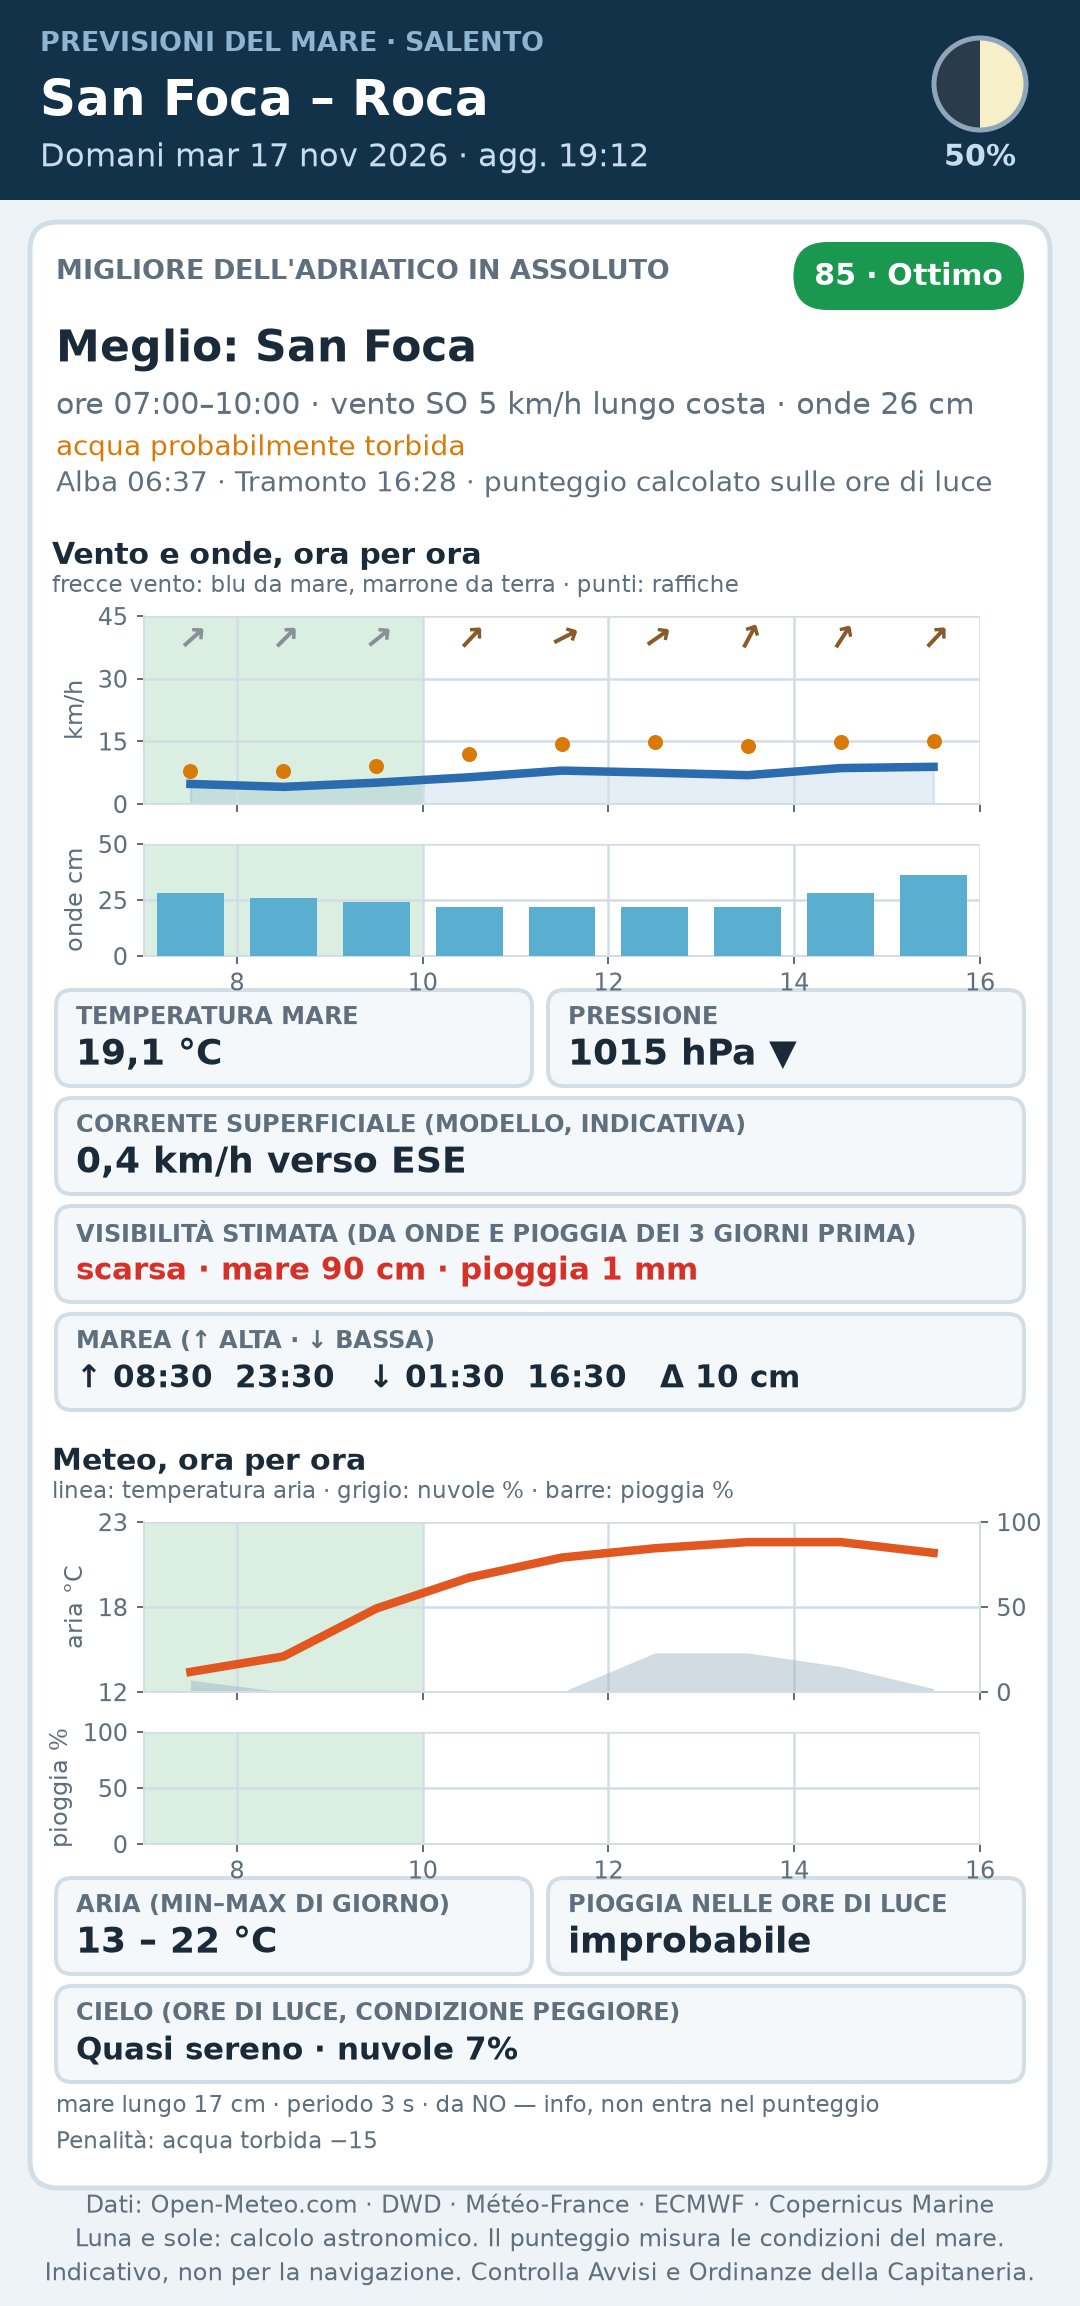 PREVISIONI DEL MARE · SALENTO
San Foca – Roca
Domani mar 17 nov 2026 · agg. 19:12
50%
MIGLIORE DELL'ADRIATICO IN ASSOLUTO
85 · Ottimo
Meglio: San Foca
ore 07:00–10:00 · vento SO 5 km/h lungo costa · onde 26 cm
acqua probabilmente torbida
Alba 06:37 · Tramonto 16:28 · punteggio calcolato sulle ore di luce
Vento e onde, ora per ora
frecce vento: blu da mare, marrone da terra · punti: raffiche
45
30
15
0
km/h
50
25
0
onde cm
8 10 12 14 16
TEMPERATURA MARE
19,1 °C
PRESSIONE
1015 hPa ▼
CORRENTE SUPERFICIALE (MODELLO, INDICATIVA)
0,4 km/h verso ESE
VISIBILITÀ STIMATA (DA ONDE E PIOGGIA DEI 3 GIORNI PRIMA)
scarsa · mare 90 cm · pioggia 1 mm
MAREA (↑ ALTA · ↓ BASSA)
↑ 08:30 23:30 ↓ 01:30 16:30 Δ 10 cm
Meteo, ora per ora
linea: temperatura aria · grigio: nuvole % · barre: pioggia %
23
18
12
aria °C
100
50
0
100
50
0
pioggia %
8 10 12 14 16
ARIA (MIN–MAX DI GIORNO)
13 – 22 °C
PIOGGIA NELLE ORE DI LUCE
improbabile
CIELO (ORE DI LUCE, CONDIZIONE PEGGIORE)
Quasi sereno · nuvole 7%
mare lungo 17 cm · periodo 3 s · da NO — info, non entra nel punteggio
Penalità: acqua torbida −15
Dati: Open-Meteo.com · DWD · Météo-France · ECMWF · Copernicus Marine
Luna e sole: calcolo astronomico. Il punteggio misura le condizioni del mare.
Indicativo, non per la navigazione. Controlla Avvisi e Ordinanze della Capitaneria.